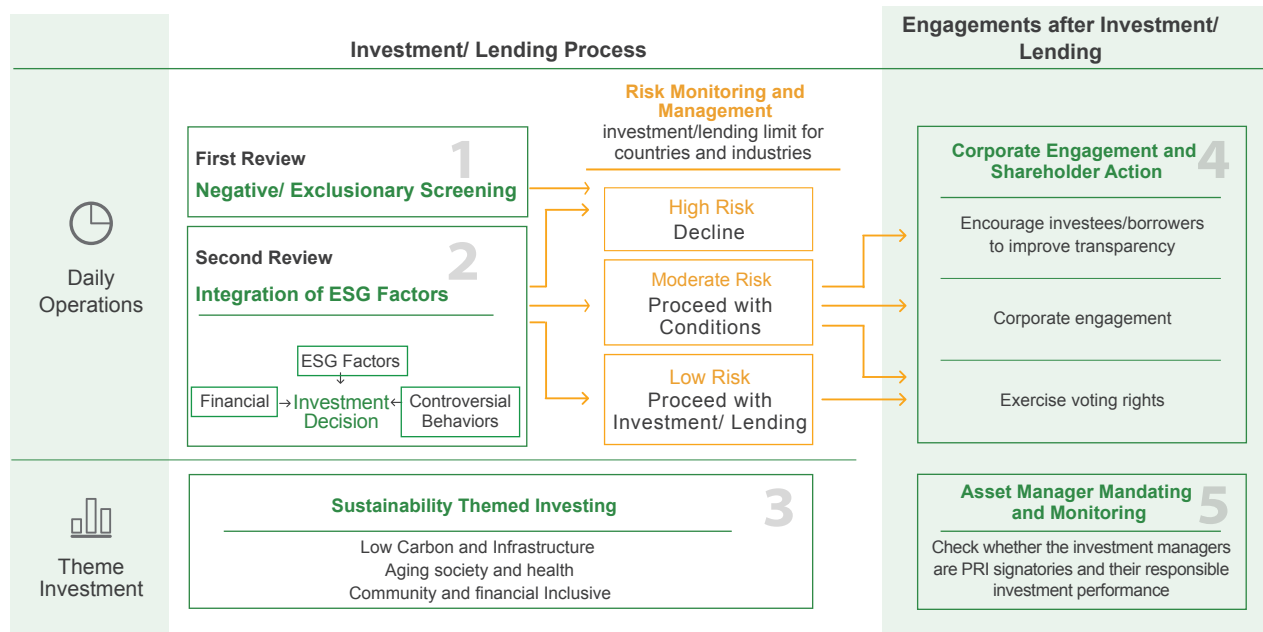 Investment/ Lending Process
Engagements after Investment/
Lending
Daily
Operations
First Review
Negative/ Exclusionary Screening
1
Second Review
Integration of ESG Factors
2
ESG Factors
Financial
Investment
Decision
Controversial
Behaviors
Risk Monitoring and
Management
investment/lending limit for
countries and industries
High Risk
Decline
Moderate Risk
Proceed with
Conditions
Low Risk
Proceed with
Investment/ Lending
Corporate Engagement and
Shareholder Action
4
Encourage investees/borrowers
to improve transparency
Corporate engagement
Exercise voting rights
Theme
Investment
Sustainability Themed Investing
3
Low Carbon and Infrastructure
Aging society and health
Community and financial Inclusive
Asset Manager Mandating
and Monitoring
5
Check whether the investment managers
are PRI signatories and their responsible
investment performance